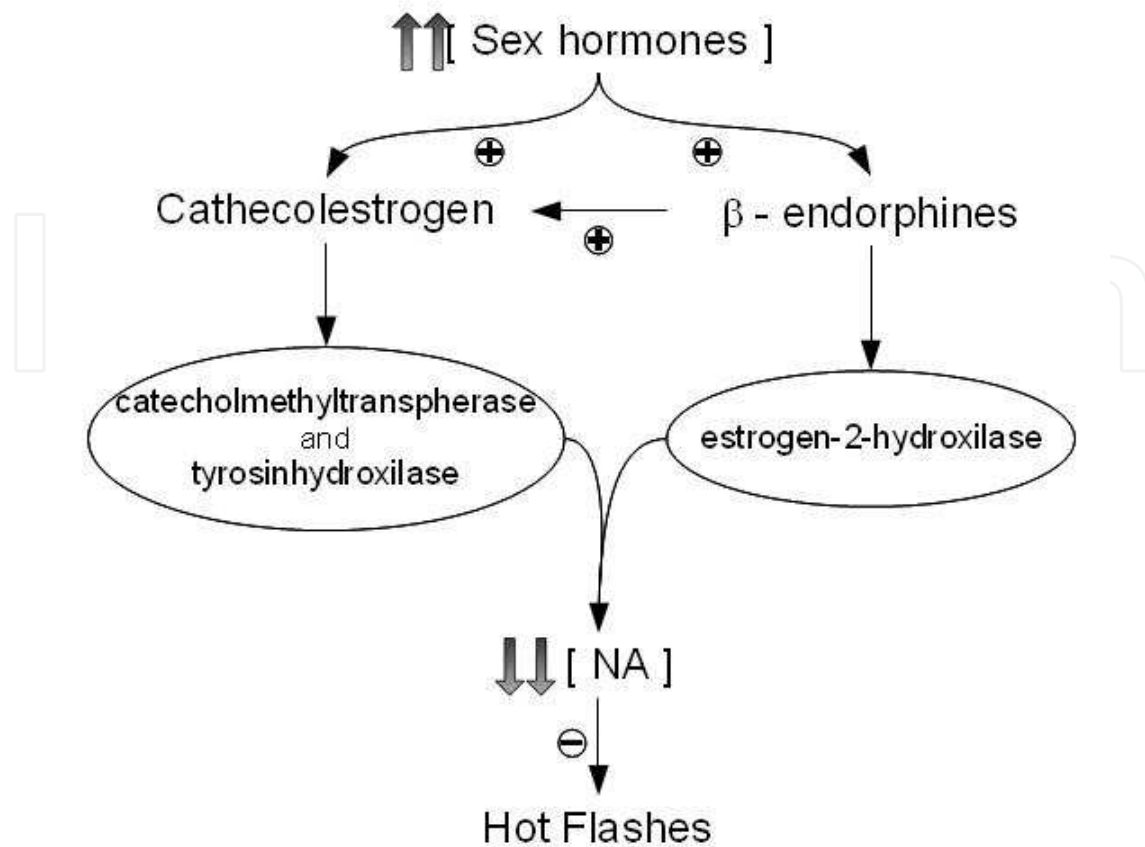 [ Sex hormones ]
Cathecolestrogen
β - endorphines
catecholmethyltranspherase
and
tyrosinhydroxilase
estrogen-2-hydroxilase
[ NA ]
Hot Flashes